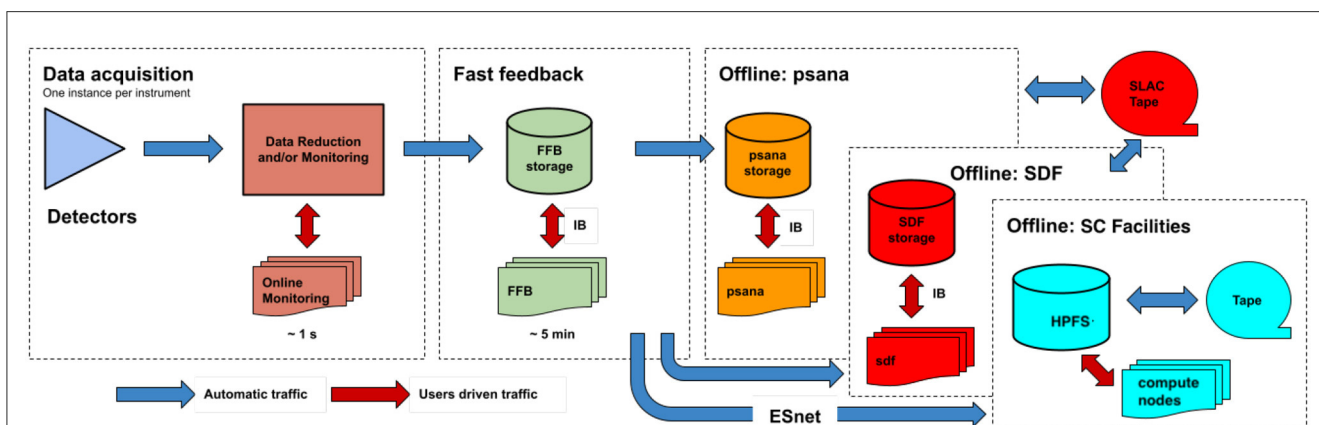 Data acquisition
One instance per instrument
Detectors
Data Reduction
and/or Monitoring
Online
Monitoring
~ 1 s
Fast feedback
FFB
storage
IB
FFB
~ 5 min
Offline: psana
psana
storage
IB
psana
SLAC
Tape
Offline: SDF
SDF
storage
IB
sdf
Offline: SC Facilities
HPFS
Tape
compute
nodes
Automatic traffic
Users driven traffic
ESnet